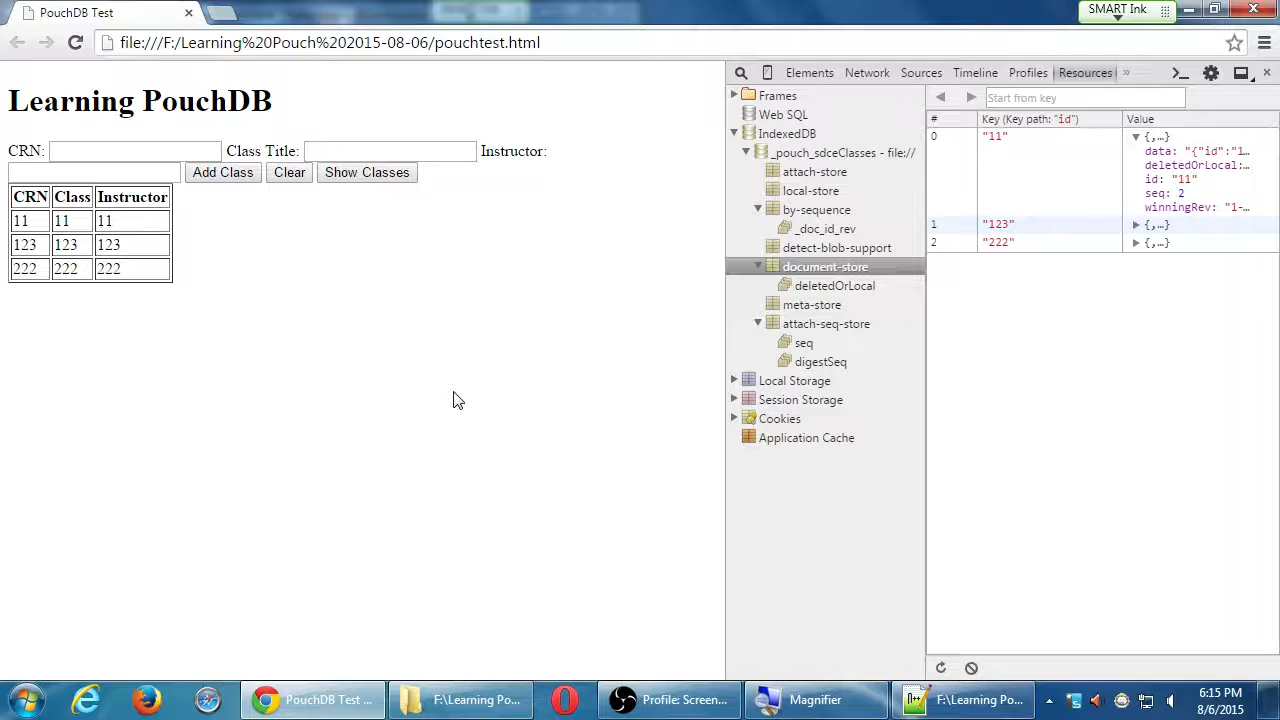 PouchDB Test
SMART Ink
file:///F:/Learning%20Pouch%202015-08-06/pouchtest.html
Learning PouchDB
CRN: Class Title: Instructor:
Add Class Clear Show Classes
CRN Class Instructor
11 11 11
123 123 123
222 222 222
Elements Network Sources Timeline Profiles Resources »
Frames
Web SQL
IndexedDB
_pouch_sdceClasses - file://
attach-store
local-store
by-sequence
_doc_id_rev
detect-blob-support
document-store
deletedOrLocal
meta-store
attach-seq-store
seq
digestSeq
Local Storage
Session Storage
Cookies
Application Cache
Start from key
# Key (Key path: "id") Value
0 "11" {,…}
data: "{"id":"1…
deletedOrLocal:…
id: "11"
seq: 2
winningRev: "1-…
1 "123" {,…}
2 "222" {,…}
PouchDB Test ... F:\Learning Po... Profile: Screen... Magnifier F:\Learning Po...
6:15 PM
8/6/2015